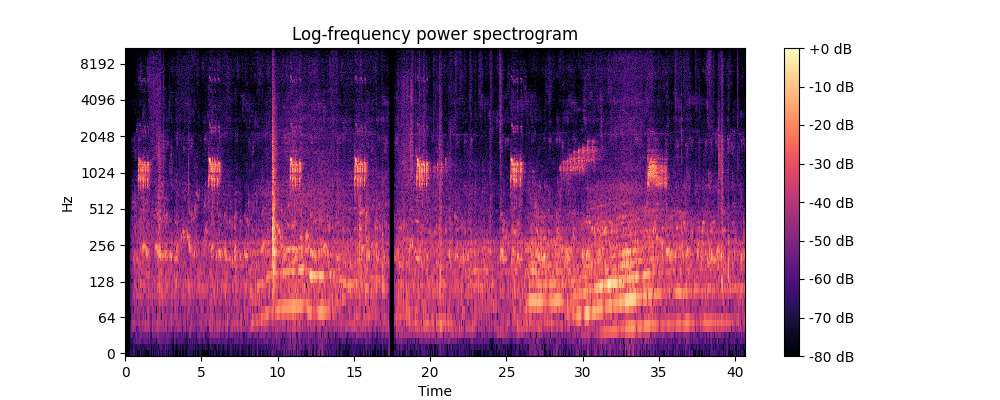 Log-frequency power spectrogram
8192
4096
2048
1024
512
256
128
64
0
Hz
0 5 10 15 20 25 30 35 40
Time
+0 dB
-10 dB
-20 dB
-30 dB
-40 dB
-50 dB
-60 dB
-70 dB
-80 dB